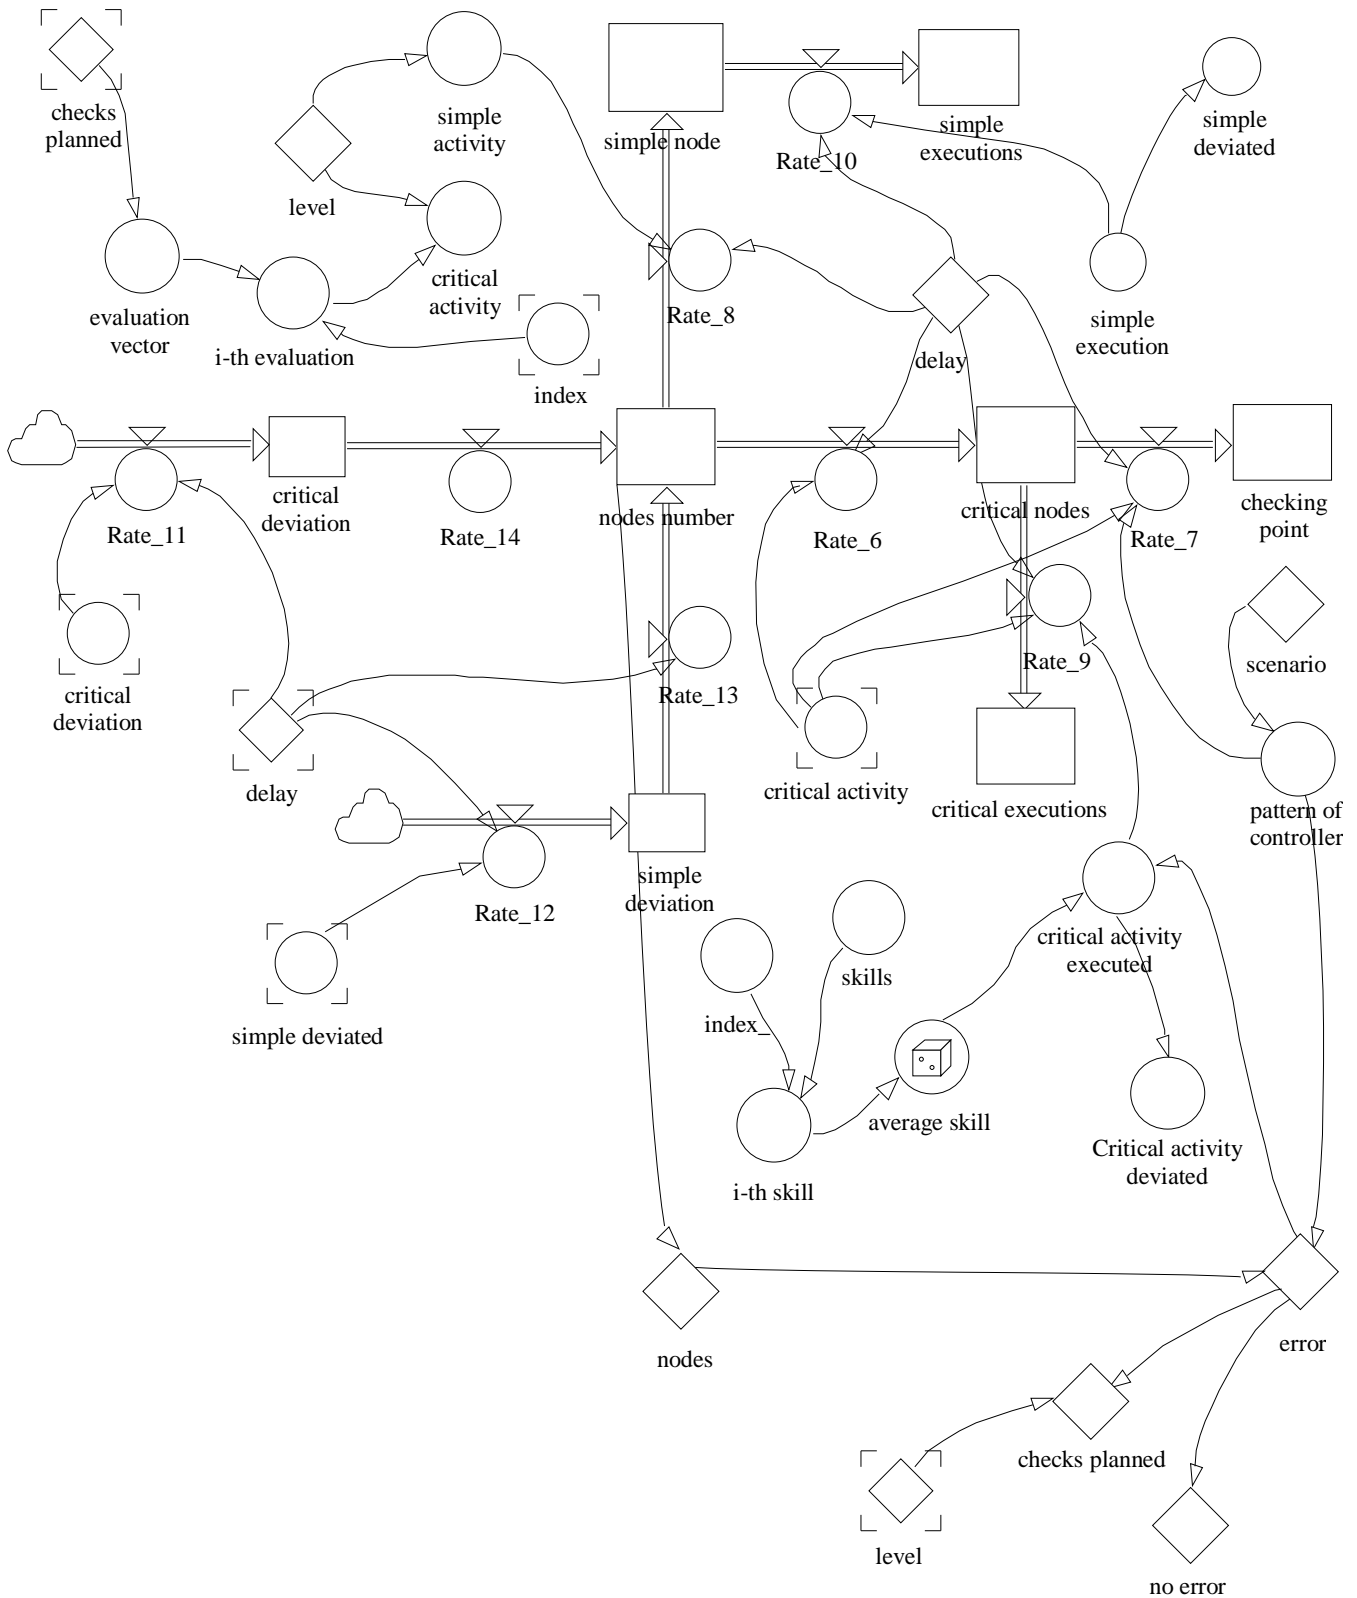 checks
planned
simple
activity
simple node
Rate_10
simple
executions
simple
deviated
level
critical
activity
evaluation
vector
i-th evaluation
index
Rate_8
delay
simple
execution
Rate_11
critical
deviation
Rate_14
nodes number
Rate_6
critical nodes
Rate_7
checking
point
critical
deviation
delay
Rate_13
critical activity
Rate_9
critical executions
scenario
pattern of
controller
Rate_12
simple
deviation
simple deviated
index_
skills
critical activity
executed
i-th skill
average skill
Critical activity
deviated
nodes
error
checks planned
level
no error